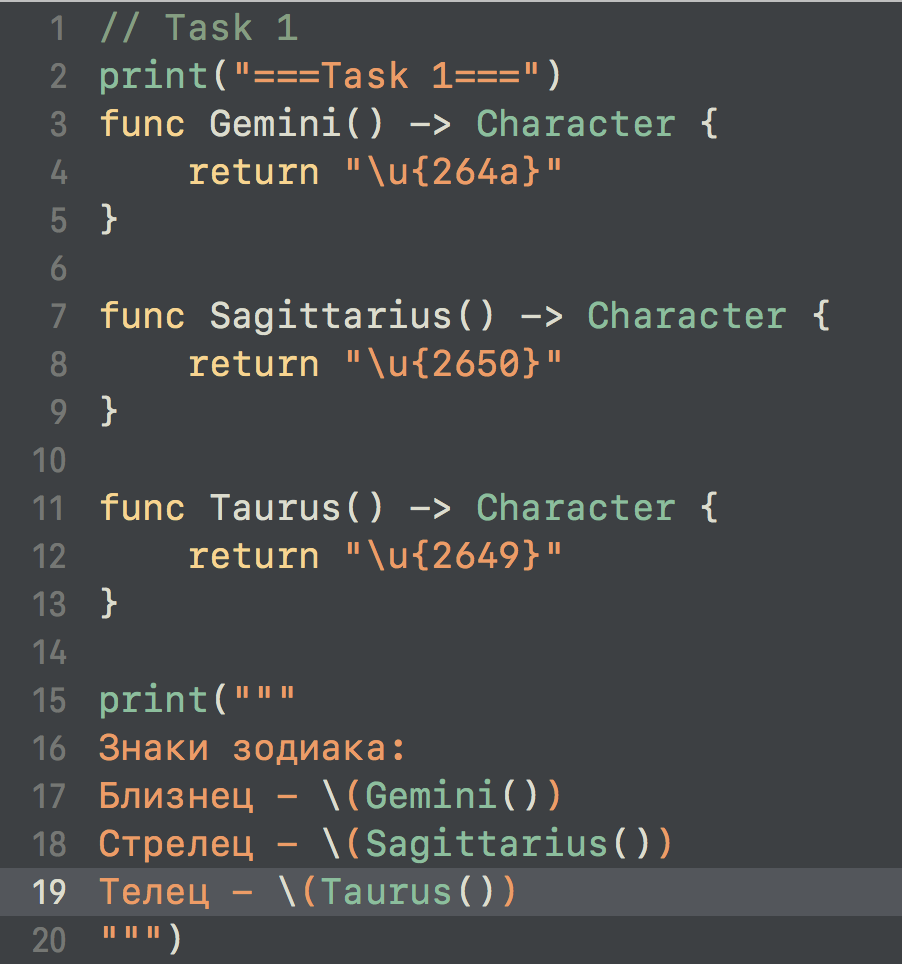 1 // Task 1
2 print("===Task 1===")
3 func Gemini() -> Character {
4     return "\u{264a}"
5 }
6
7 func Sagittarius() -> Character {
8     return "\u{2650}"
9 }
10
11 func Taurus() -> Character {
12     return "\u{2649}"
13 }
14
15 print("""
16 Знаки зодиака:
17 Близнец - \(Gemini())
18 Стрелец - \(Sagittarius())
19 Телец - \(Taurus())
20 """)